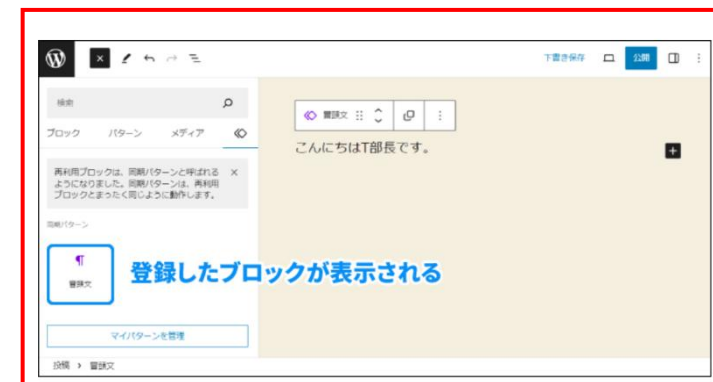 下書き保存
公開
検索
冒頭文
ブロック パターン メディア
こんにちはT部長です。
再利用ブロックは、同期パターンと呼ばれる
ようになりました。同期パターンは、再利用
ブロックとまったく同じように動作します。
同期パターン
冒頭文
登録したブロックが表示される
マイパターンを管理
投稿 › 冒頭文